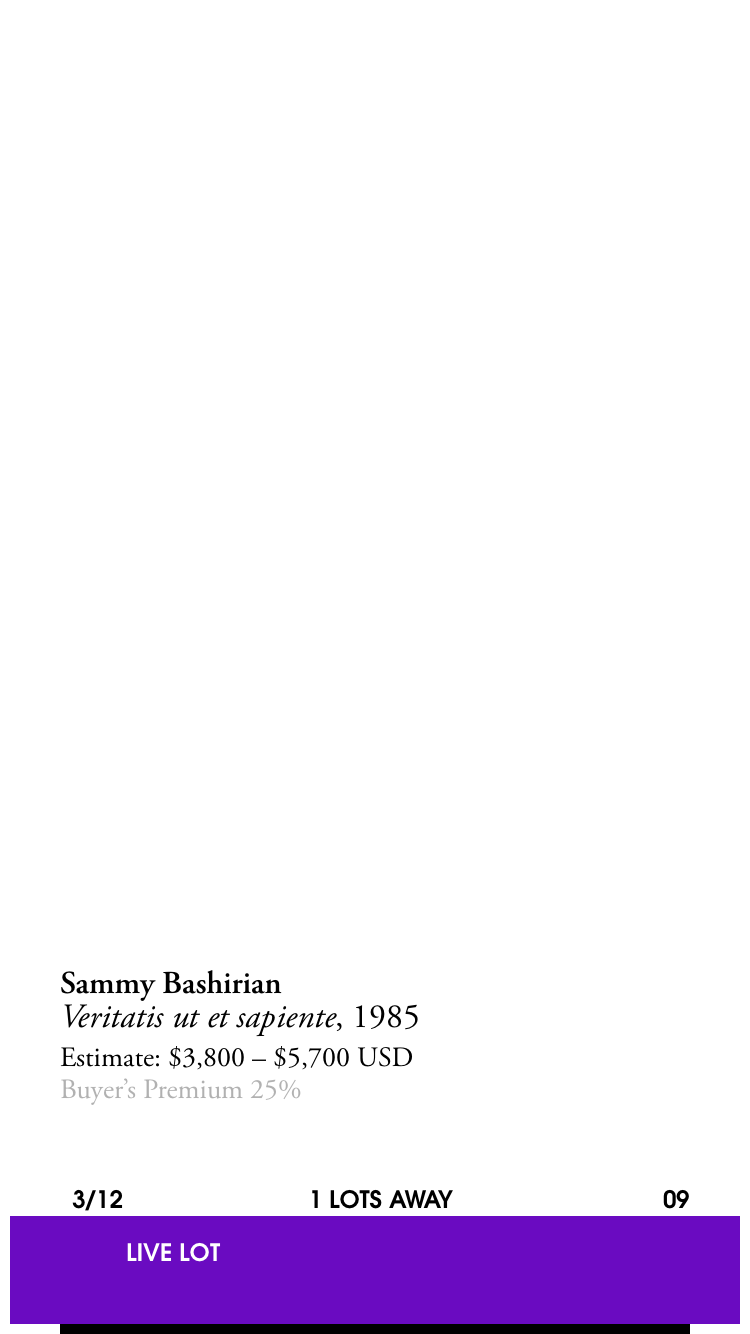 Sammy Bashirian
Veritatis ut et sapiente, 1985
Estimate: $3,800 – $5,700 USD
Buyer’s Premium 25%
3/12 1 LOTS AWAY 09
LIVE LOT